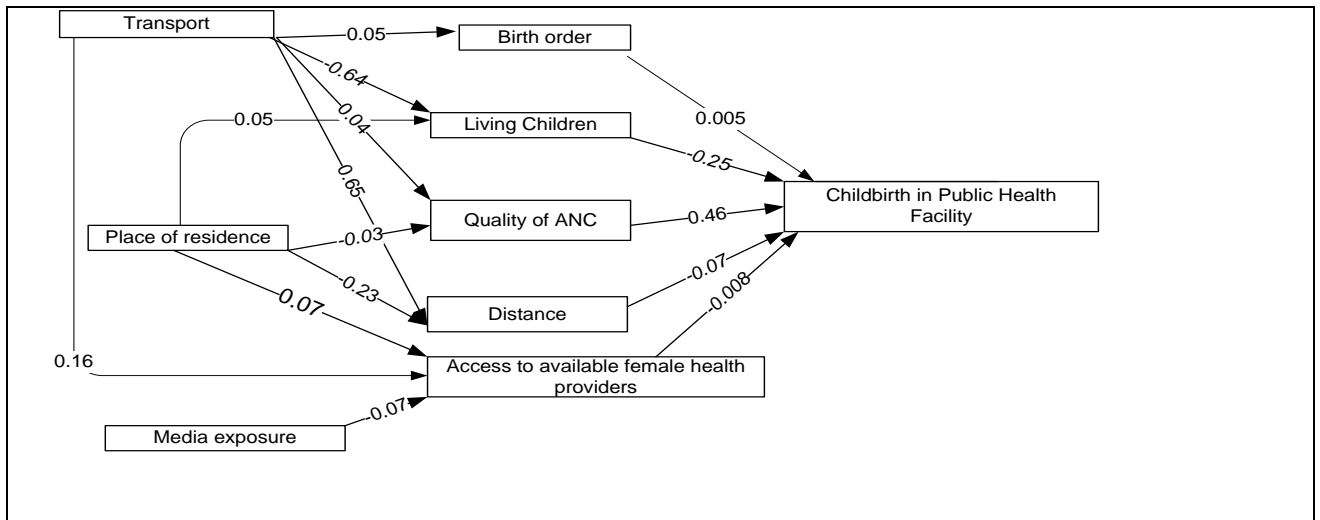 Transport
0.05
Birth order
-0.64
0.04
0.05
Living Children
0.005
-0.25
0.65
Quality of ANC
0.46
Childbirth in Public Health
Facility
Place of residence
-0.03
-0.23
0.07
Distance
-0.07
-0.008
0.16
Access to available female health
providers
-0.07
Media exposure